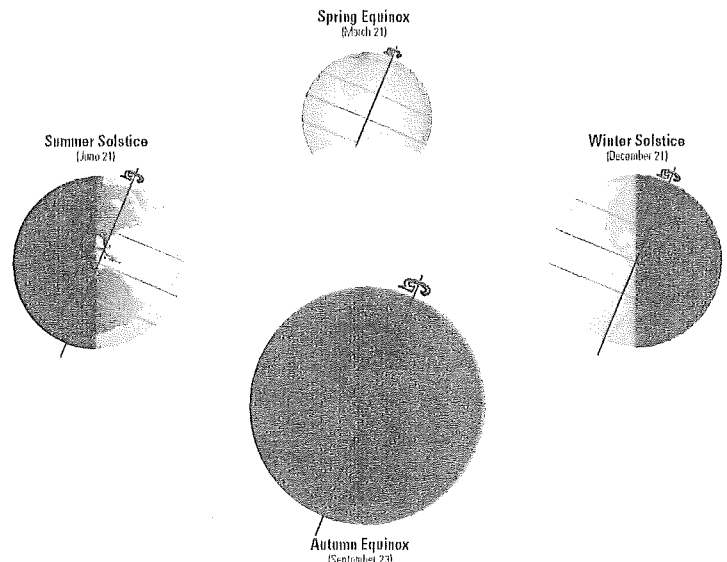 Spring Equinox
(March 21)
Summer Solstice
(June 21)
Winter Solstice
(December 21)
Autumn Equinox
(September 23)